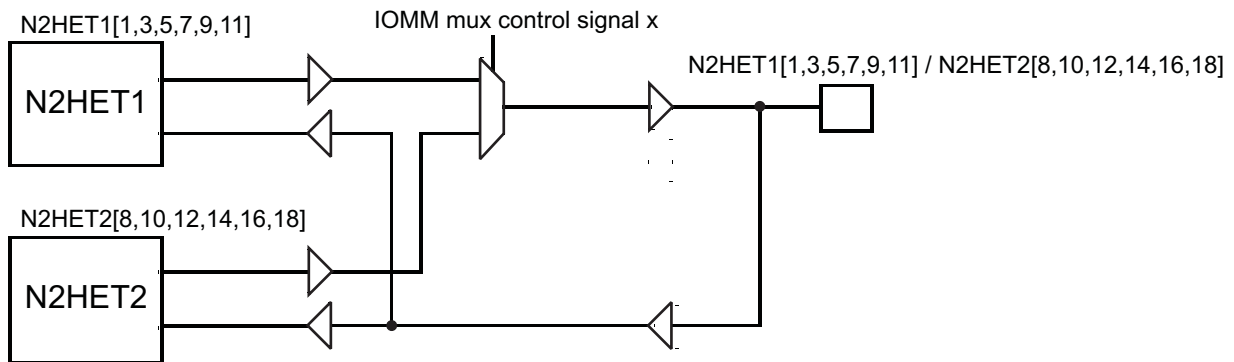 N2HET1[1,3,5,7,9,11]
IOMM mux control signal x
N2HET1[1,3,5,7,9,11] / N2HET2[8,10,12,14,16,18]
N2HET1
N2HET2[8,10,12,14,16,18]
N2HET2